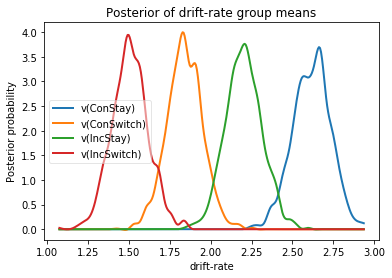 Posterior of drift-rate group means
Posterior probability
4.0
3.5
3.0
2.5
2.0
1.5
1.0
0.5
0.0
v(ConStay)
v(ConSwitch)
v(IncStay)
v(IncSwitch)
1.00 1.25 1.50 1.75 2.00 2.25 2.50 2.75 3.00
drift-rate